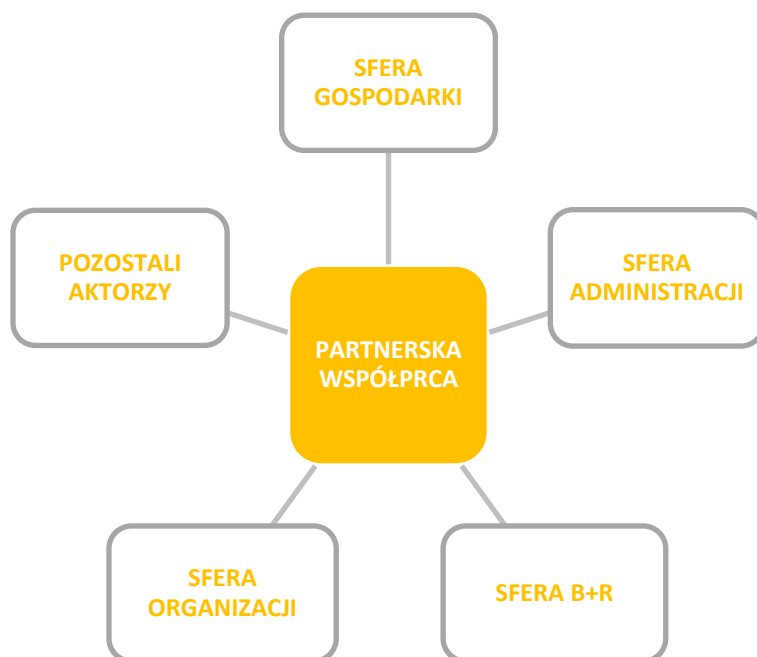 SFERA
GOSPODARKI
POZOSTALI
AKTORZY
SFERA
ADMINISTRACJI
PARTNERSKA
WSPÓŁPRCA
SFERA
ORGANIZACJI
SFERA B+R